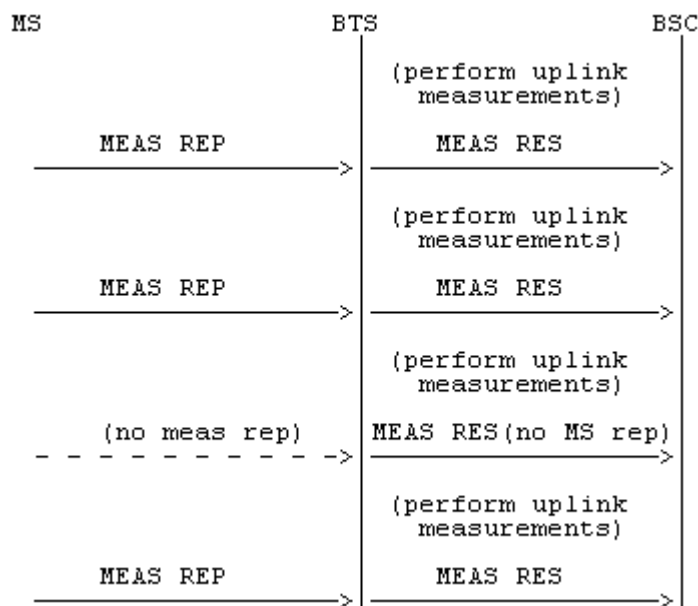 MS BTS BSC
(perform uplink
measurements)
MEAS REP MEAS RES
(perform uplink
measurements)
MEAS REP MEAS RES
(perform uplink
measurements)
(no meas rep) MEAS RES(no MS rep)
(perform uplink
measurements)
MEAS REP MEAS RES